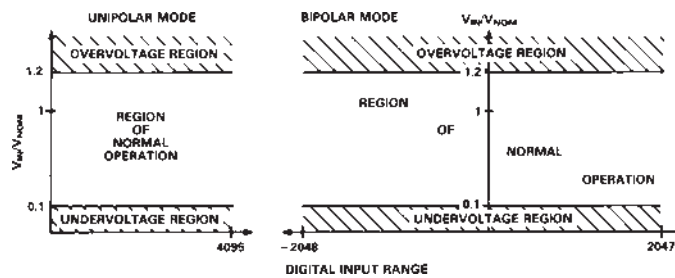 UNIPOLAR MODE
BIPOLAR MODE
VIN/VNOM
OVERVOLTAGE REGION
OVERVOLTAGE REGION
1.2
1.2
VIN/VNOM
1
REGION
OF
NORMAL
OPERATION
REGION
1
OF
NORMAL
OPERATION
0.1
0.1
UNDERVOLTAGE REGION
UNDERVOLTAGE REGION
4095
−2048
2047
DIGITAL INPUT RANGE